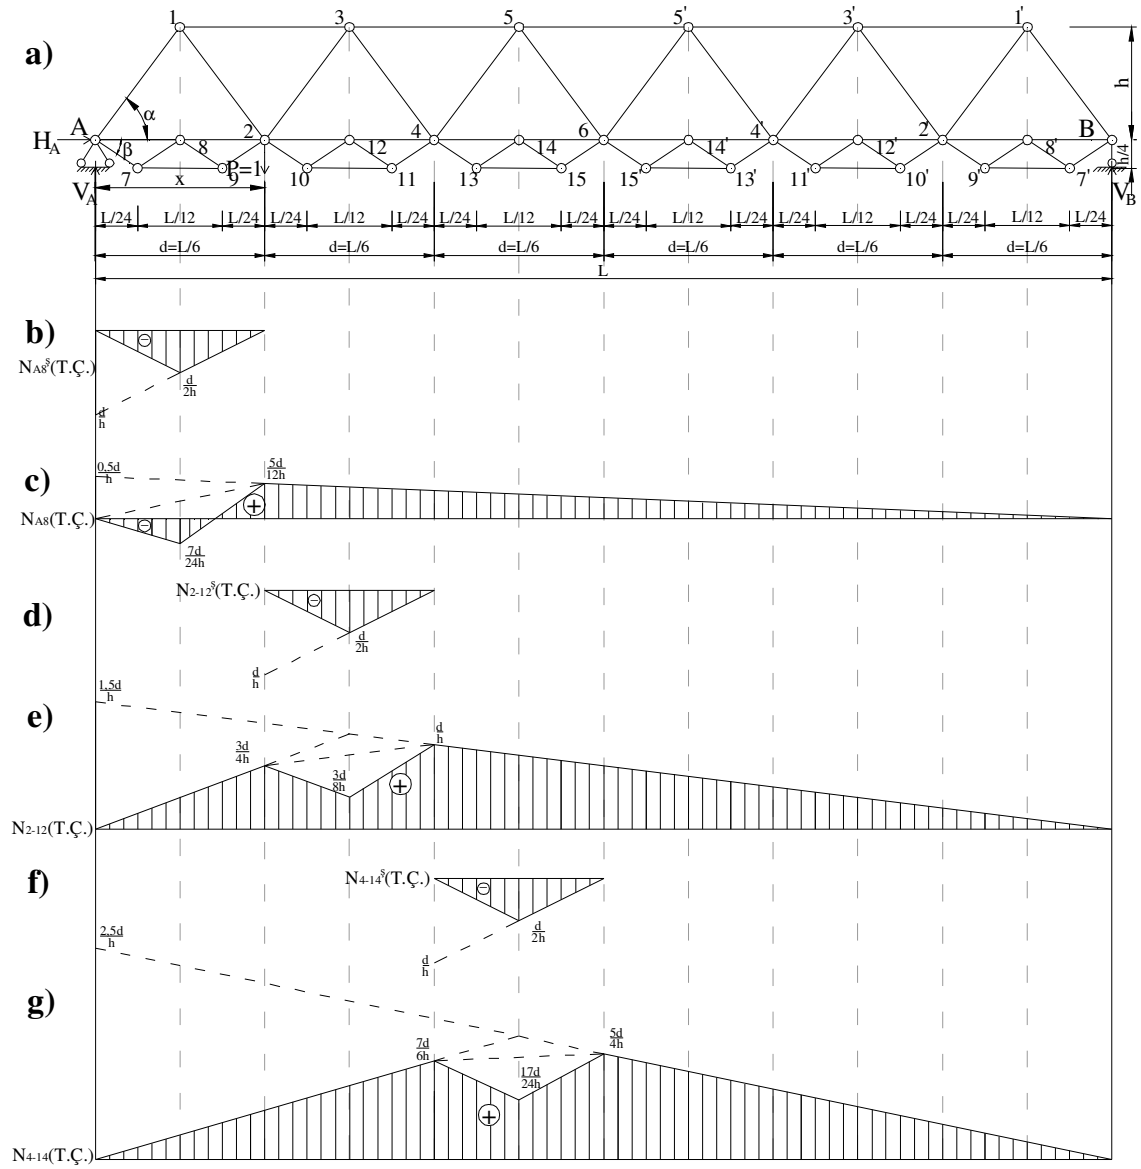 a)
1 3 5 5' 3' 1'
h
α
H_A A 8 2 12 4 14 6 14' 4' 12' 2' 8' B
β
h/4
P=1
V_A 7 x 9 10 11 13 15 15' 13' 11' 10' 9' 7' V_B
L/24 L/12 L/24 L/24 L/12 L/24 L/24 L/12 L/24 L/24 L/12 L/24 L/24 L/12 L/24 L/24 L/12 L/24
d=L/6 d=L/6 d=L/6 d=L/6 d=L/6 d=L/6
L
b)
−
N_A8^ş(T.Ç.)
d/2h
d/h
c)
0,5d/h
5d/12h
+
N_A8(T.Ç.)
−
7d/24h
d)
N_2-12^ş(T.Ç.)
−
d/2h
d/h
e)
1,5d/h
3d/4h
d/h
3d/8h
+
N_2-12(T.Ç.)
f)
N_4-14^ş(T.Ç.)
−
d/2h
d/h
g)
2,5d/h
7d/6h
5d/4h
17d/24h
+
N_4-14(T.Ç.)